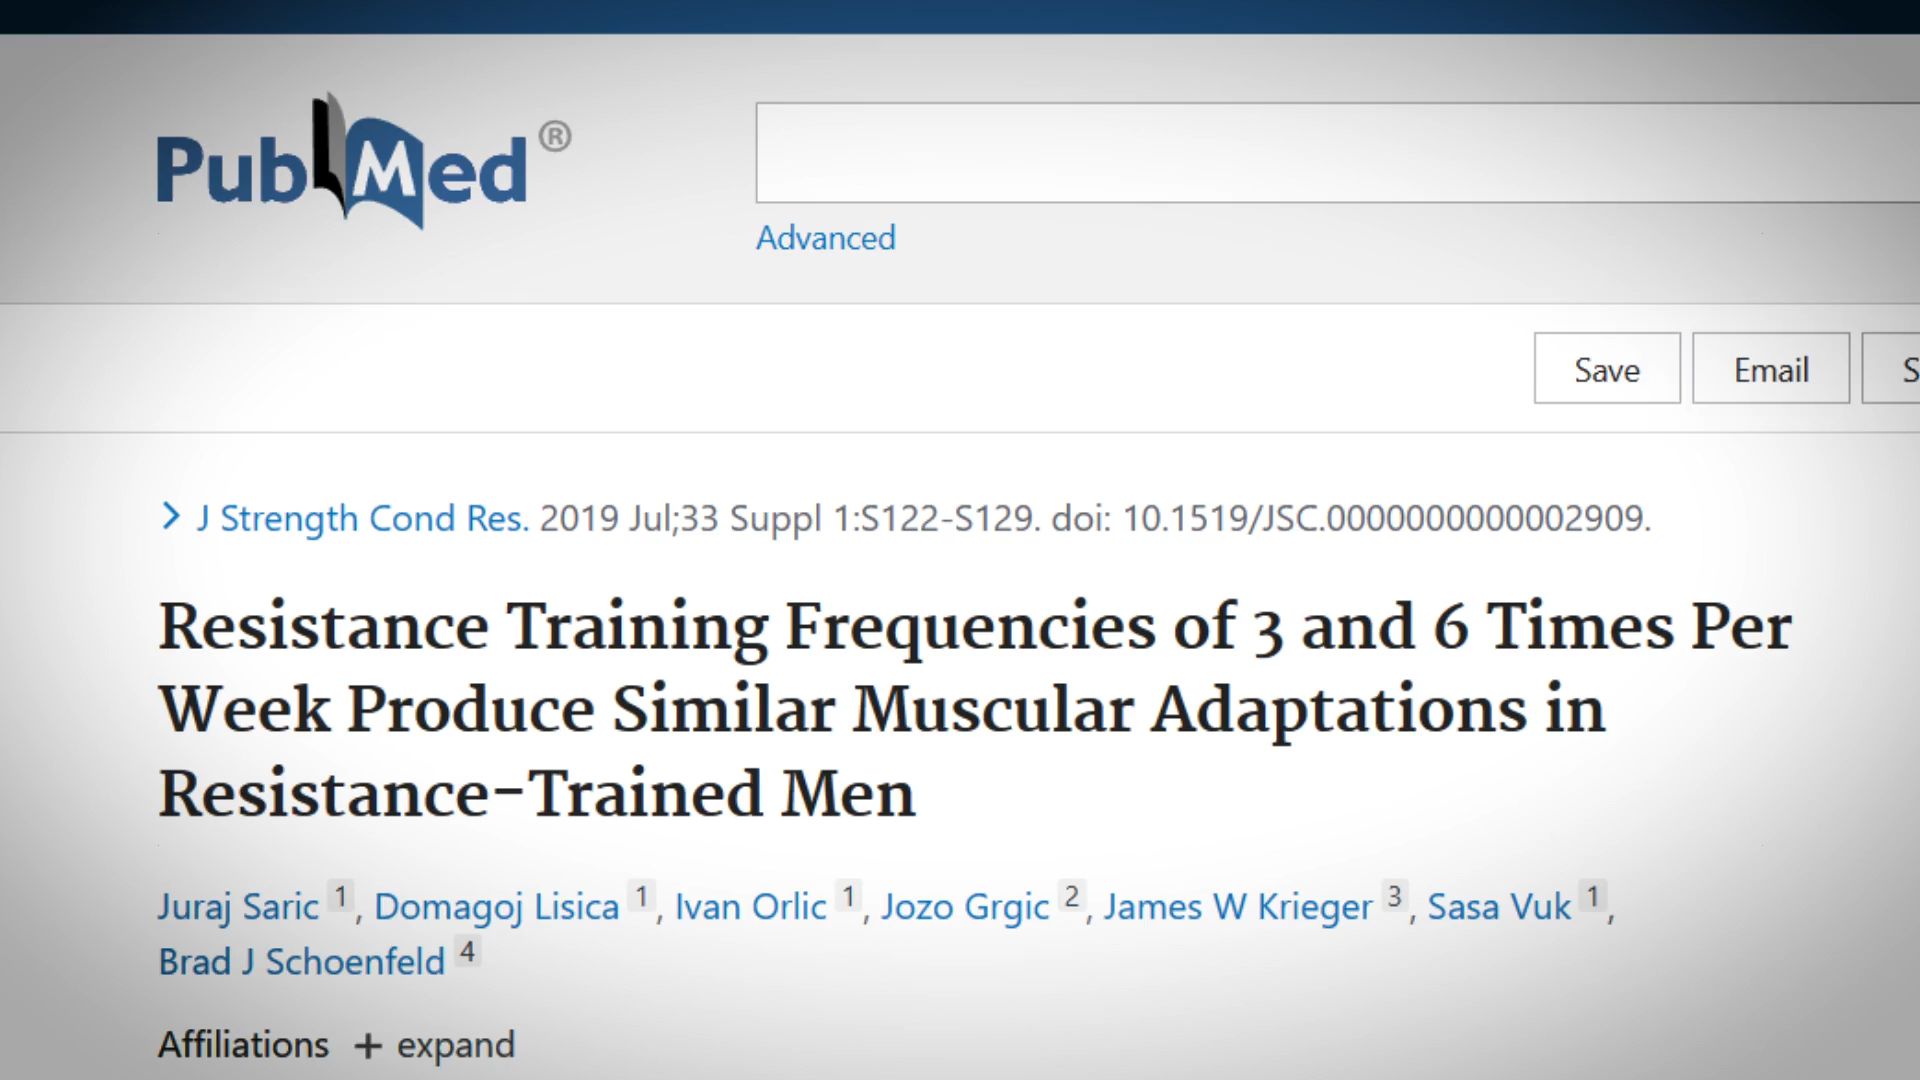 PubMed®
Advanced
Save Email S
> J Strength Cond Res. 2019 Jul;33 Suppl 1:S122-S129. doi: 10.1519/JSC.0000000000002909.
Resistance Training Frequencies of 3 and 6 Times Per
Week Produce Similar Muscular Adaptations in
Resistance-Trained Men
Juraj Saric 1, Domagoj Lisica 1, Ivan Orlic 1, Jozo Grgic 2, James W Krieger 3, Sasa Vuk 1,
Brad J Schoenfeld 4
Affiliations + expand